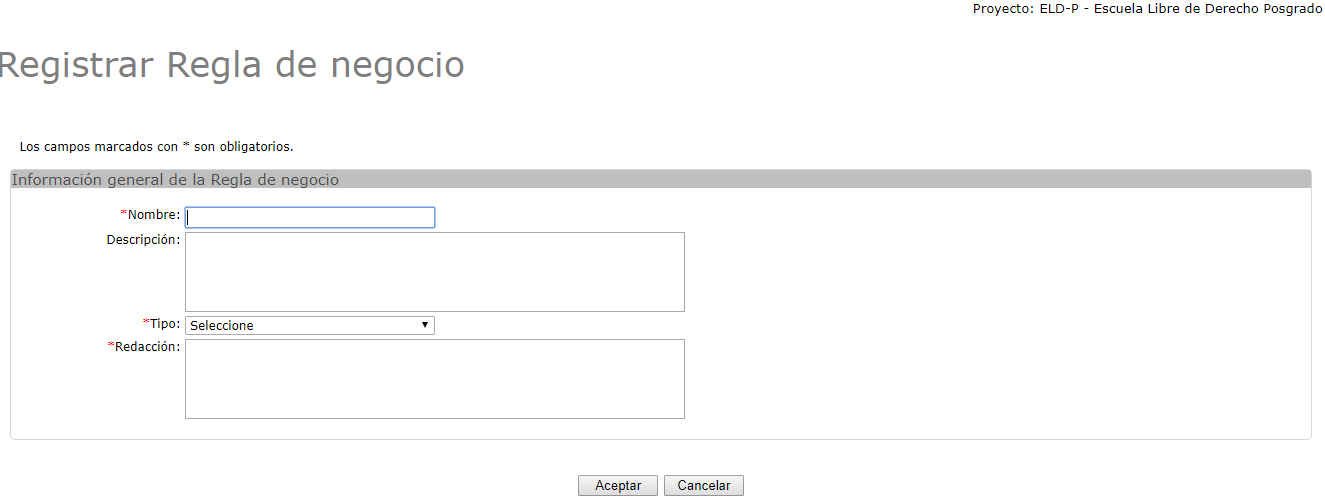 Proyecto: ELD-P - Escuela Libre de Derecho Posgrado
Registrar Regla de negocio
Los campos marcados con * son obligatorios.
Información general de la Regla de negocio
*Nombre:
Descripción:
*Tipo: Seleccione
*Redacción:
Aceptar Cancelar